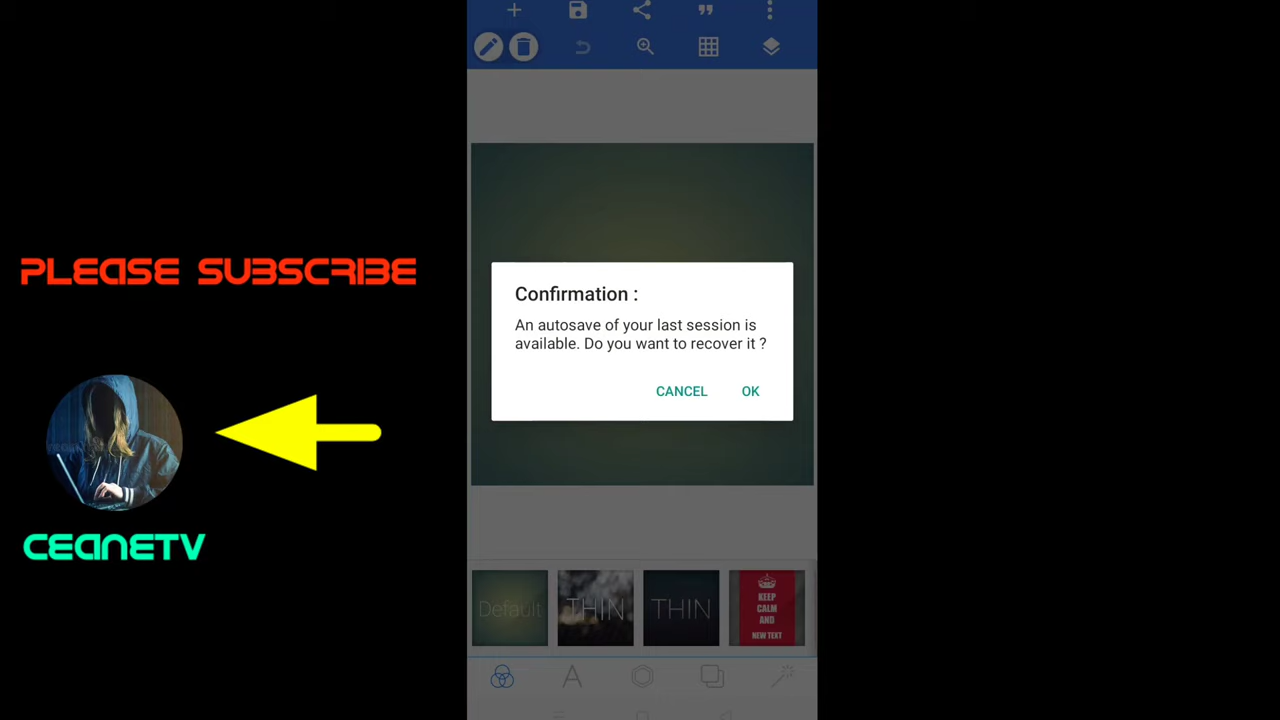 PLEASE SUBSCRIBE
CEANETV
Confirmation :
An autosave of your last session is
available. Do you want to recover it ?
CANCEL
OK
Default
THIN
THIN
KEEP
CALM
AND
NEW TEXT